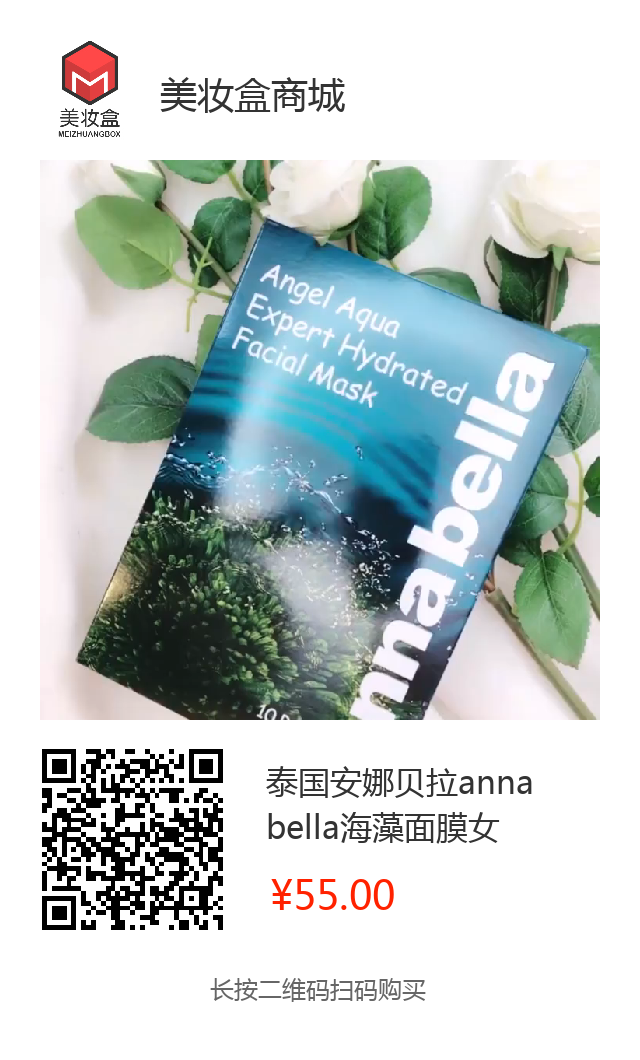 美妆盒
MEIZHUANGBOX
美妆盒商城
Angel Aqua
Expert Hydrated
Facial Mask
nnabella
10
泰国安娜贝拉anna
bella海藻面膜女
¥55.00
长按二维码扫码购买